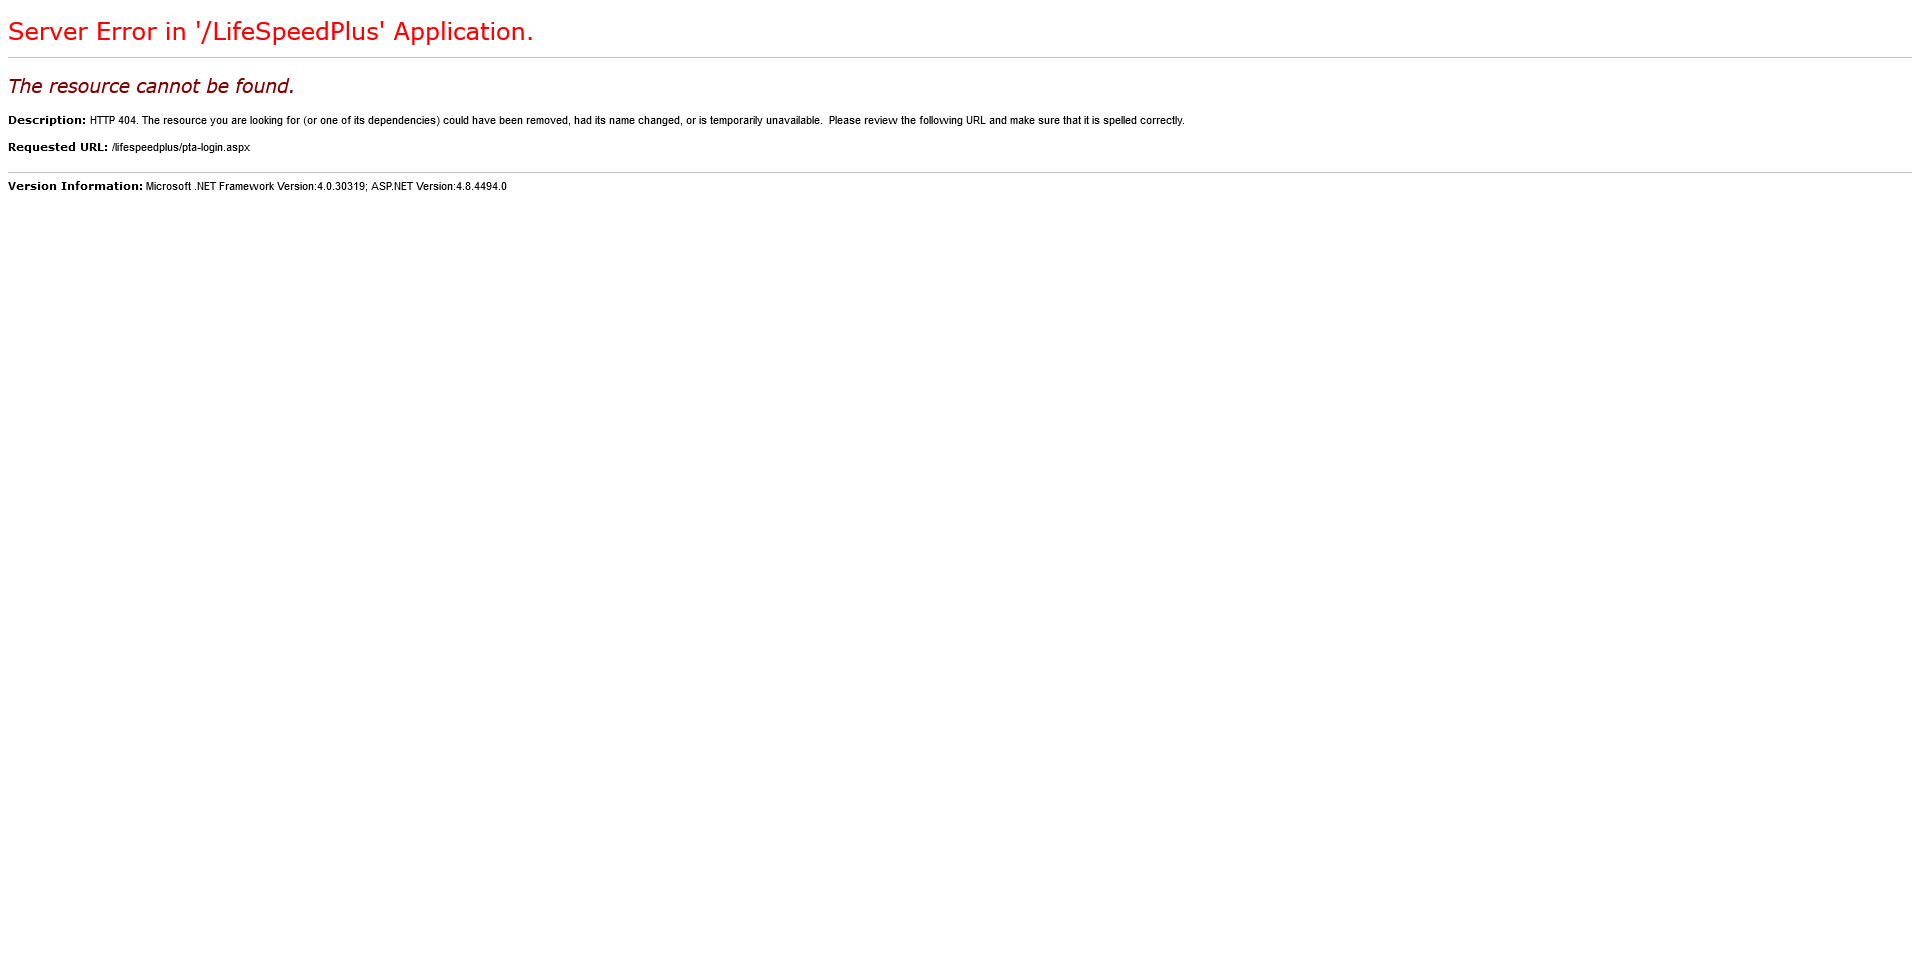 Server Error in '/LifeSpeedPlus' Application.
The resource cannot be found.
Description: HTTP 404. The resource you are looking for (or one of its dependencies) could have been removed, had its name changed, or is temporarily unavailable.  Please review the following URL and make sure that it is spelled correctly.
Requested URL: /lifespeedplus/pta-login.aspx
Version Information: Microsoft .NET Framework Version:4.0.30319; ASP.NET Version:4.8.4494.0